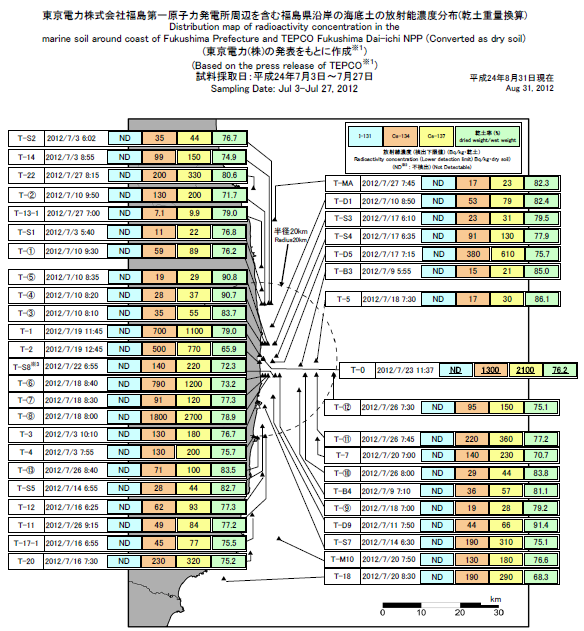 東京電力株式会社福島第一原子力発電所周辺を含む福島県沿岸の海底土の放射能濃度分布(乾土重量換算)
Distribution map of radioactivity concentration in the
marine soil around coast of Fukushima Prefecture and TEPCO Fukushima Dai-ichi NPP (Converted as dry soil)
(東京電力(株)の発表をもとに作成※1)
(Based on the press release of TEPCO※1)
試料採取日：平成24年7月3日～7月27日
Sampling Date: Jul 3-Jul 27, 2012
平成24年8月31日現在
Aug 31, 2012
I-131 Cs-134 Cs-137 乾土率(%)
dried weight/wet weight
放射能濃度(検出下限値)(Bq/kg・乾土)
Radioactivity concentration (Lower detection limit)(Bq/kg・dry soil)
(ND※2：不検出)(Not Detectable)
T-S2 2012/7/3 6:02 ND 35 44 76.7
T-14 2012/7/3 8:55 ND 99 150 74.9
T-22 2012/7/27 8:15 ND 200 330 80.6
T-② 2012/7/10 9:50 ND 130 200 71.7
T-13-1 2012/7/27 7:00 ND 7.1 9.9 79.0
T-S1 2012/7/3 5:40 ND 11 22 76.8
T-① 2012/7/10 9:30 ND 59 89 76.2
T-⑤ 2012/7/10 8:35 ND 19 29 90.8
T-④ 2012/7/10 8:20 ND 28 37 90.7
T-③ 2012/7/10 8:10 ND 35 55 83.7
T-1 2012/7/19 11:45 ND 700 1100 79.0
T-2 2012/7/19 12:45 ND 500 770 65.9
T-S8※3 2012/7/22 6:55 ND 140 220 72.3
T-⑥ 2012/7/18 8:40 ND 790 1200 73.2
T-⑦ 2012/7/18 8:30 ND 91 120 77.3
T-⑧ 2012/7/18 8:00 ND 1800 2700 78.9
T-3 2012/7/3 10:10 ND 130 180 76.7
T-4 2012/7/3 7:55 ND 130 200 75.7
T-⑬ 2012/7/26 8:40 ND 71 100 83.5
T-S5 2012/7/14 6:55 ND 28 44 82.7
T-12 2012/7/16 6:25 ND 62 93 77.3
T-11 2012/7/26 9:15 ND 49 84 77.2
T-17-1 2012/7/16 6:55 ND 45 77 75.5
T-20 2012/7/16 7:30 ND 230 320 75.2
半径20km
Radius20km
T-MA 2012/7/27 7:45 ND 17 23 82.3
T-D1 2012/7/10 8:50 ND 53 79 82.4
T-S3 2012/7/17 6:10 ND 23 31 79.5
T-S4 2012/7/17 6:35 ND 91 130 77.9
T-D5 2012/7/17 7:15 ND 380 610 75.7
T-B3 2012/7/9 5:55 ND 15 21 85.0
T-5 2012/7/18 7:30 ND 17 30 86.1
T-0 2012/7/23 11:37 ND 1300 2100 76.2
T-⑫ 2012/7/26 7:30 ND 95 150 75.1
T-⑪ 2012/7/26 7:45 ND 220 360 77.2
T-7 2012/7/20 7:00 ND 140 230 70.7
T-⑩ 2012/7/26 8:00 ND 29 44 83.8
T-B4 2012/7/9 7:10 ND 36 57 81.1
T-⑨ 2012/7/18 7:00 ND 19 28 79.2
T-D9 2012/7/11 7:50 ND 44 66 91.4
T-S7 2012/7/14 6:30 ND 190 310 75.1
T-M10 2012/7/20 7:50 ND 130 180 76.6
T-18 2012/7/20 8:30 ND 190 290 68.3
0 10 20 30
km